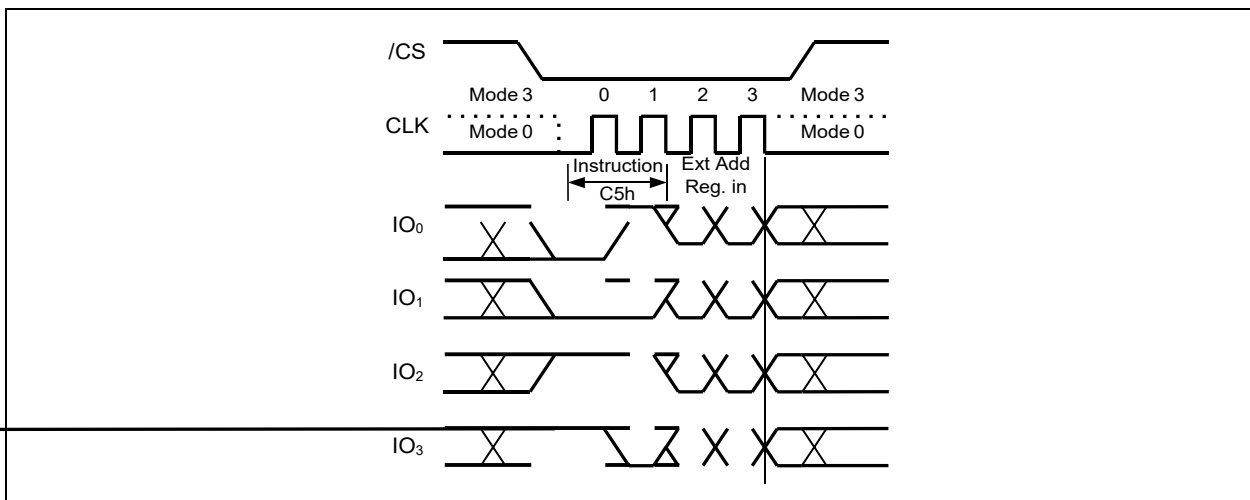 /CS
Mode 3 0 1 2 3 Mode 3
CLK Mode 0 Mode 0
Instruction Ext Add
C5h Reg. in
IO₀
IO₁
IO₂
IO₃